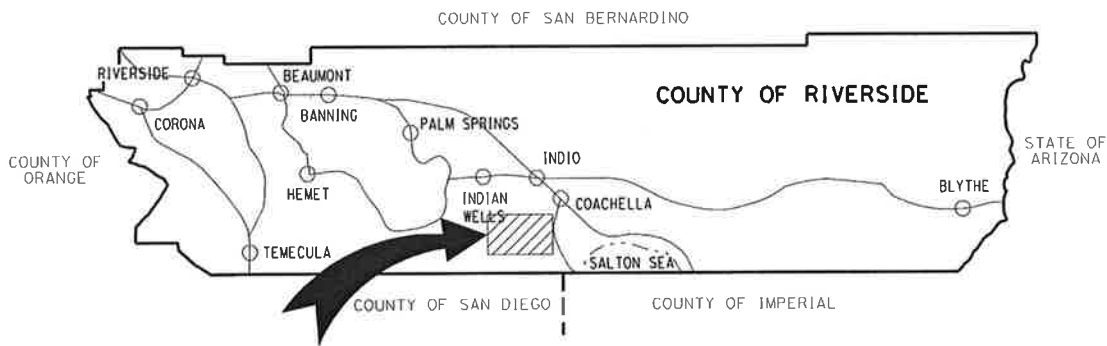 COUNTY OF SAN BERNARDINO
RIVERSIDE
BEAUMONT
COUNTY OF RIVERSIDE
BANNING
CORONA
PALM SPRINGS
STATE OF
ARIZONA
COUNTY OF
ORANGE
INDIO
HEMET
INDIAN
WELLS
BLYTHE
COACHELLA
TEMECULA
SALTON SEA
COUNTY OF SAN DIEGO
COUNTY OF IMPERIAL